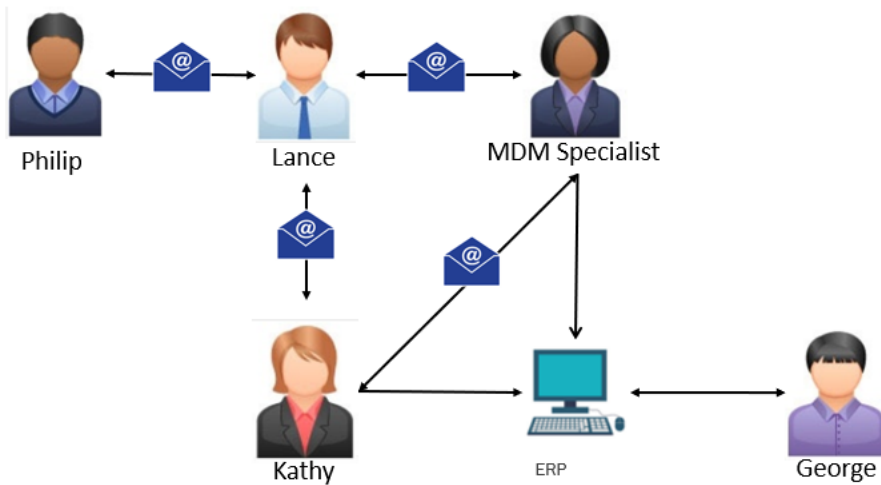 @
@
Philip
Lance
MDM Specialist
@
@
Kathy
ERP
George